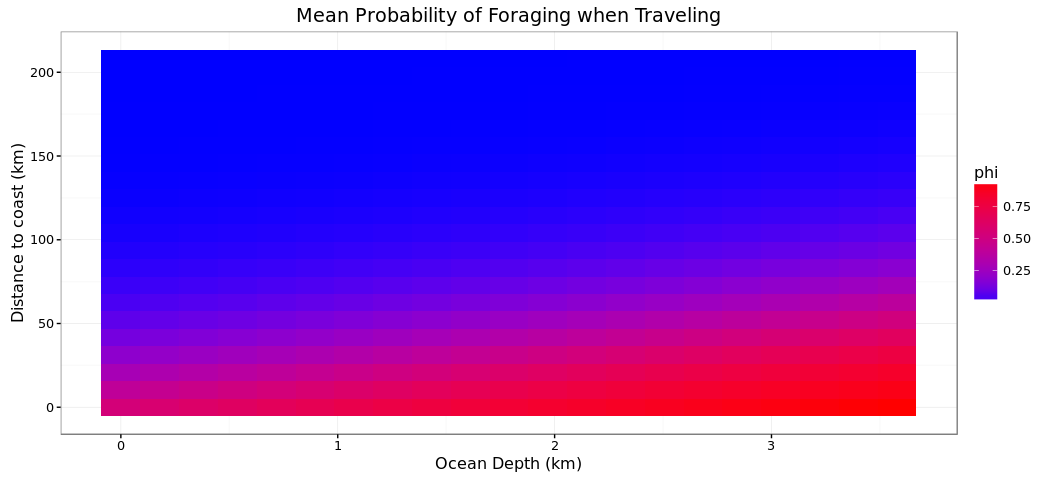 Mean Probability of Foraging when Traveling
Distance to coast (km)
200
150
100
50
0
0 1 2 3
Ocean Depth (km)
phi
0.75
0.50
0.25